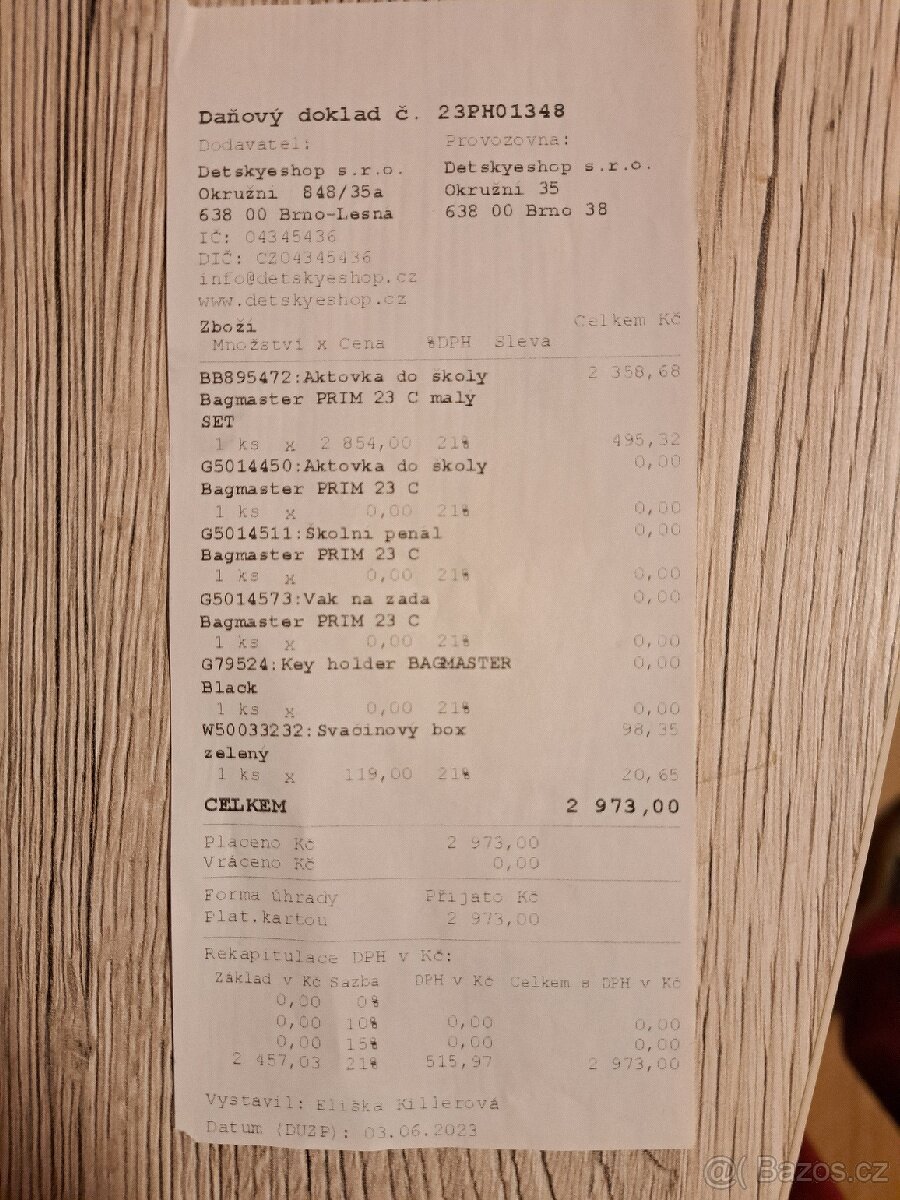 Daňový doklad č. 23PH01348
Dodavatel: Provozovna:
Detskyeshop s.r.o. Detskyeshop s.r.o.
Okružní 848/35a Okružní 35
638 00 Brno-Lesná 638 00 Brno 38
IČ: 04345436
DIČ: CZ04345436
info@detskyeshop.cz
www.detskyeshop.cz
Zboží Celkem Kč
Množství x Cena %DPH Sleva
BB895472:Aktovka do školy 2 358,68
Bagmaster PRIM 23 C malý
SET
1 ks x 2 854,00 21% 495,32
G5014450:Aktovka do školy 0,00
Bagmaster PRIM 23 C
1 ks x 0,00 21% 0,00
G5014511:Školní penál 0,00
Bagmaster PRIM 23 C
1 ks x 0,00 21% 0,00
G5014573:Vak na záda 0,00
Bagmaster PRIM 23 C
1 ks x 0,00 21% 0,00
G79524:Key holder BAGMASTER 0,00
Black
1 ks x 0,00 21% 0,00
W50033232:Svačinový box 98,35
zelený
1 ks x 119,00 21% 20,65
CELKEM 2 973,00
Placeno Kč 2 973,00
Vráceno Kč 0,00
Forma úhrady Přijato Kč
Plat.kartou 2 973,00
Rekapitulace DPH v Kč:
Základ v Kč Sazba DPH v Kč Celkem s DPH v Kč
0,00 0%
0,00 10% 0,00 0,00
0,00 15% 0,00 0,00
2 457,03 21% 515,97 2 973,00
Vystavil: Eliška Killerová
Datum (DUZP): 03.06.2023
@( Bazos.cz